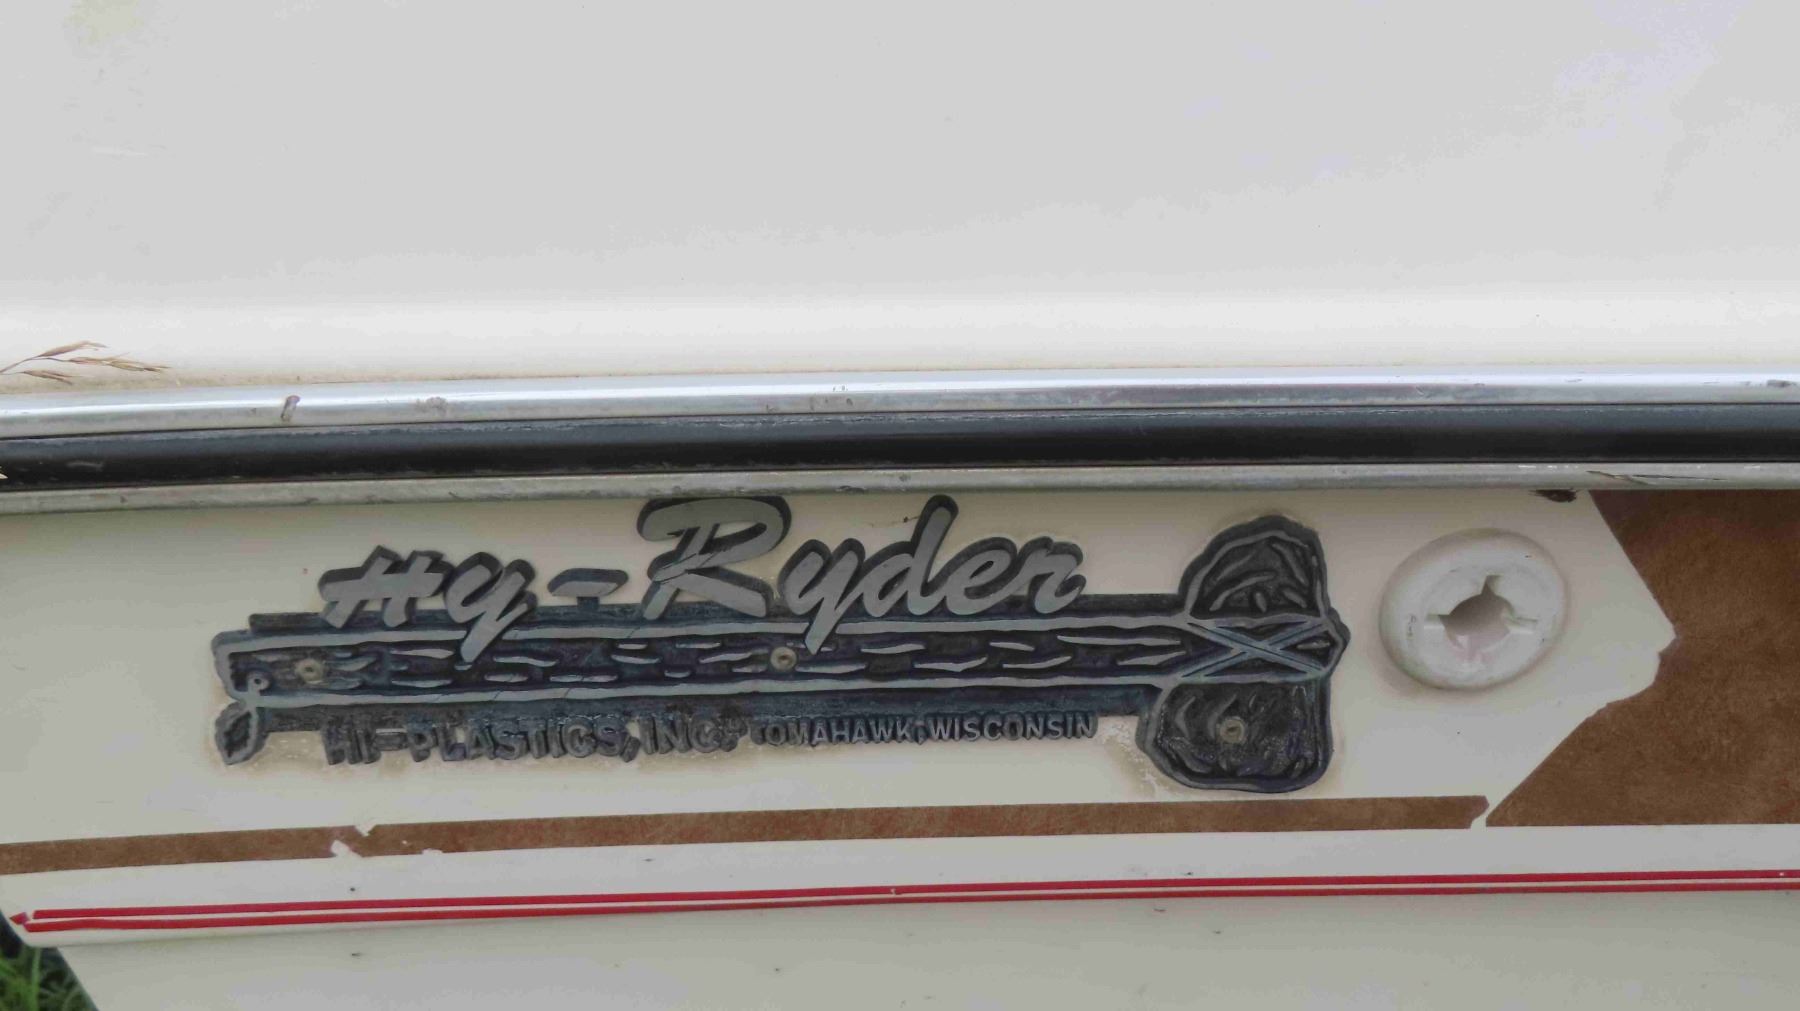 Hy-Ryder
HI-PLASTICS, INC. TOMAHAWK, WISCONSIN